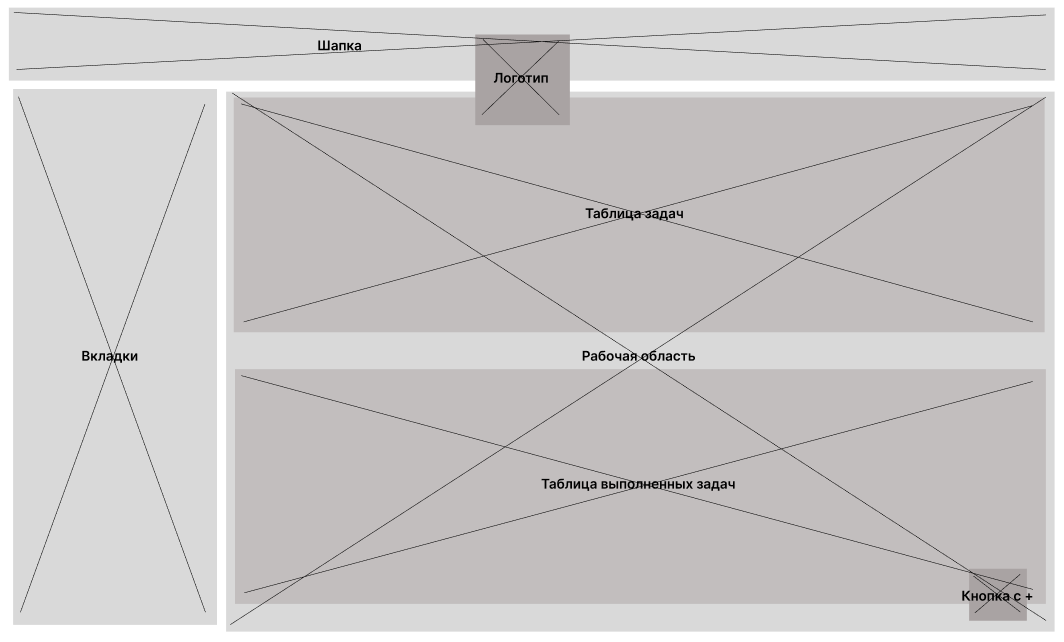 Шапка
Логотип
Таблица задач
Вкладки
Рабочая область
Таблица выполненных задач
Кнопка с +